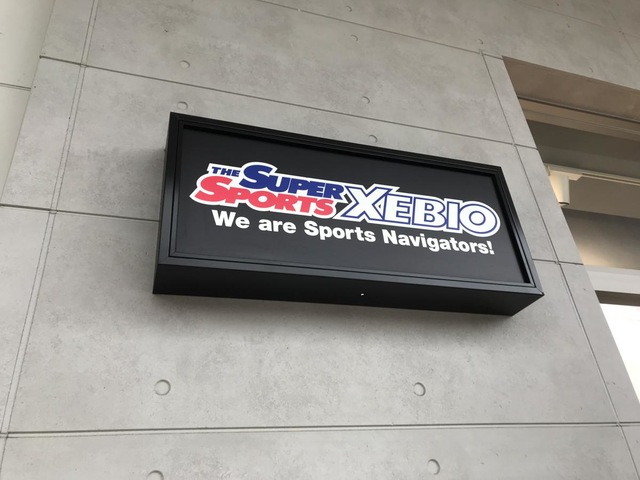 THE SUPER SPORTS XEBIO
We are Sports Navigators!